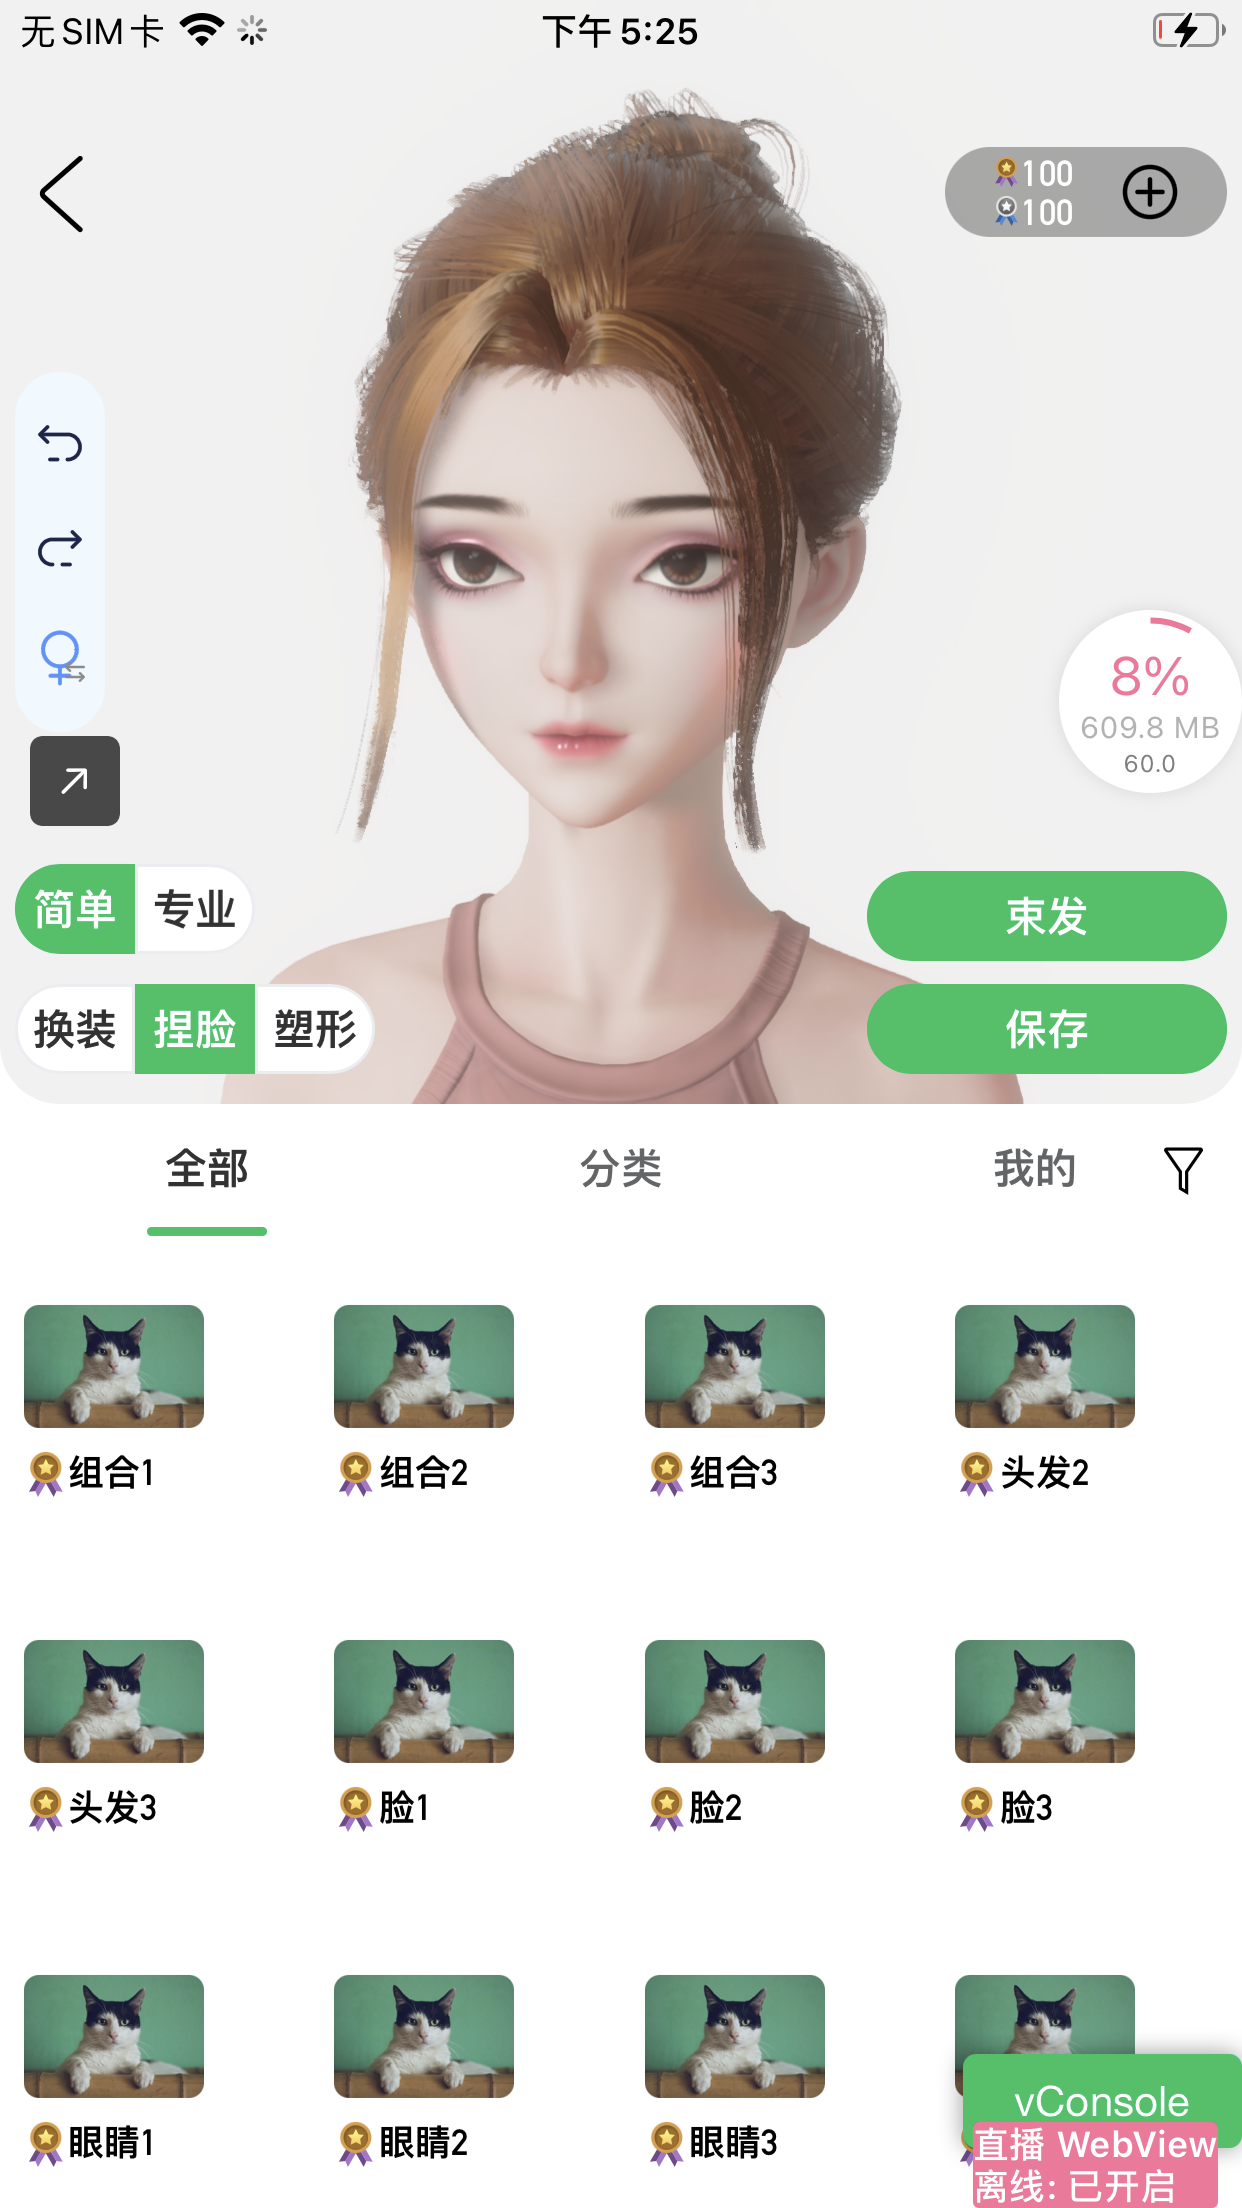 无 SIM 卡
下午 5:25
100
100
8%
609.8 MB
60.0
简单 专业
束发
换装 捏脸 塑形
保存
全部 分类 我的
组合1 组合2 组合3 头发2
头发3 脸1 脸2 脸3
眼睛1 眼睛2 眼睛3
vConsole
直播 WebView
离线: 已开启